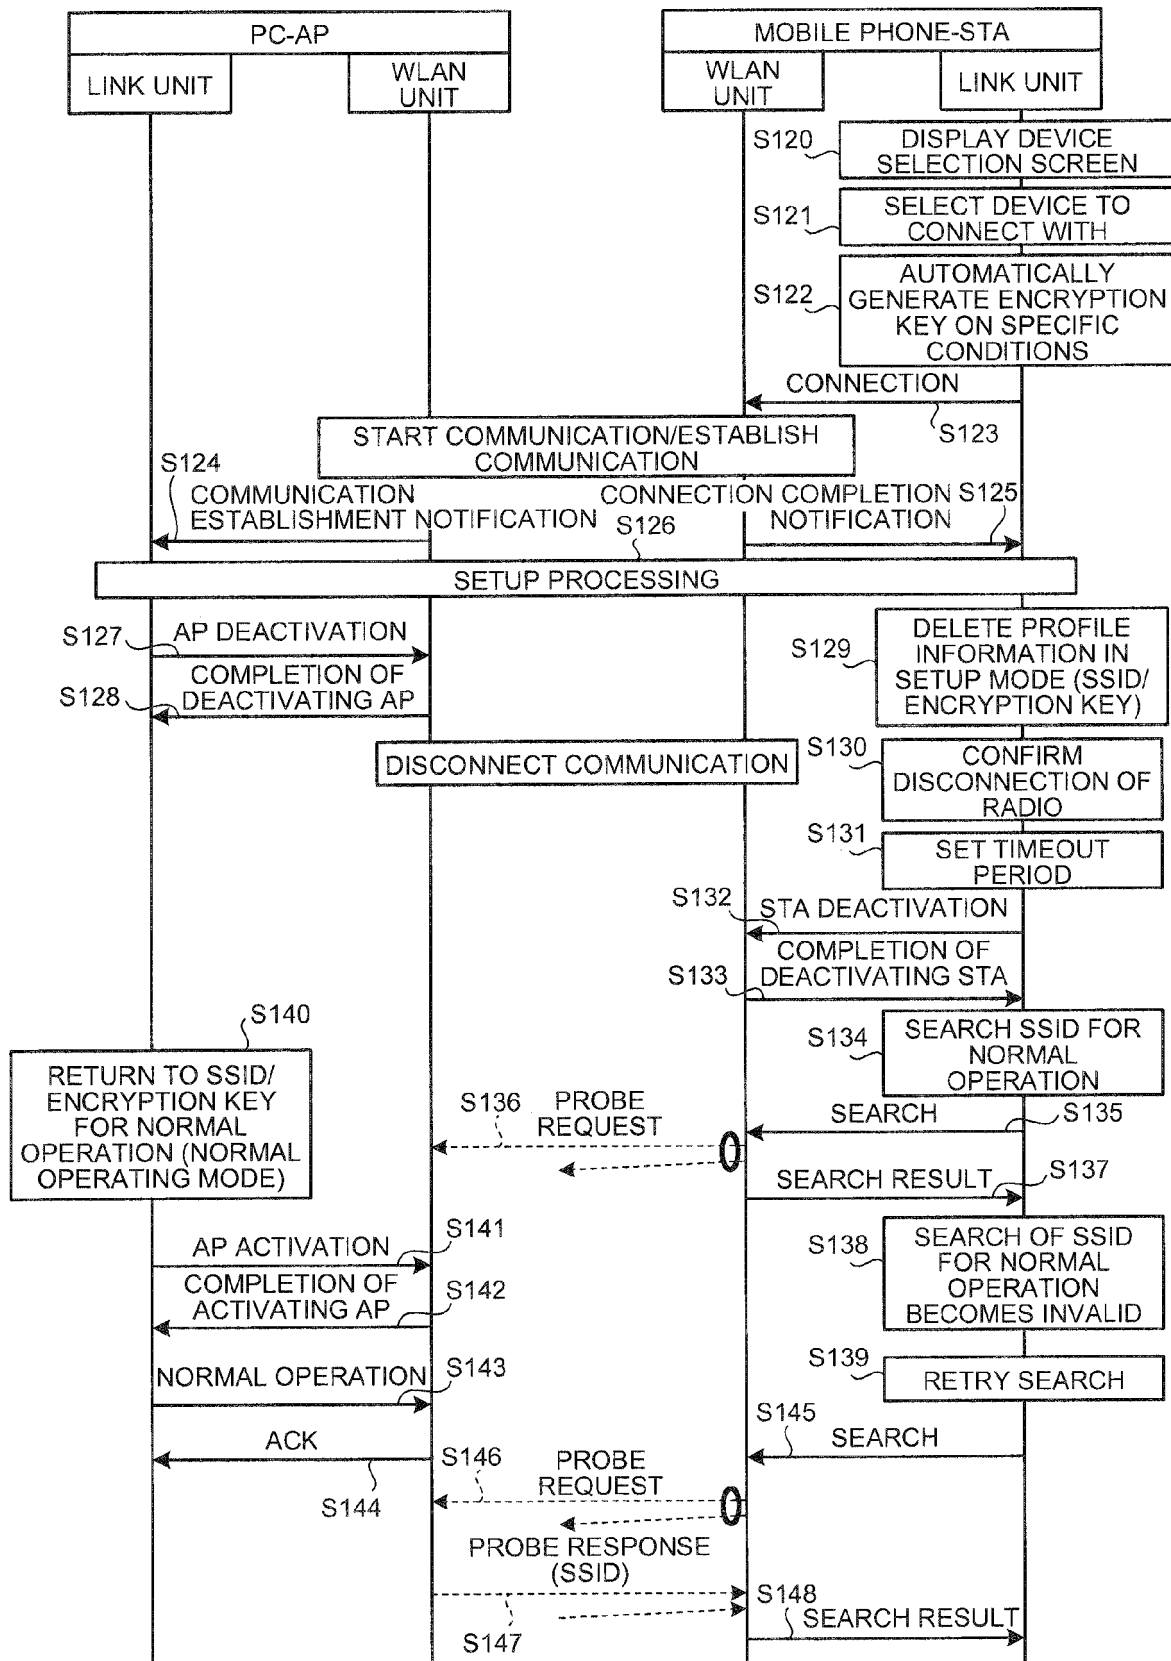 PC-AP
MOBILE PHONE-STA
LINK UNIT
WLAN
UNIT
WLAN
UNIT
LINK UNIT
S120
DISPLAY DEVICE
SELECTION SCREEN
S121
SELECT DEVICE TO
CONNECT WITH
S122
AUTOMATICALLY
GENERATE ENCRYPTION
KEY ON SPECIFIC
CONDITIONS
CONNECTION
S123
START COMMUNICATION/ESTABLISH
COMMUNICATION
S124
COMMUNICATION
ESTABLISHMENT NOTIFICATION
CONNECTION COMPLETION
NOTIFICATION
S125
S126
SETUP PROCESSING
S127
AP DEACTIVATION
S128
COMPLETION OF
DEACTIVATING AP
S129
DELETE PROFILE
INFORMATION IN
SETUP MODE (SSID/
ENCRYPTION KEY)
DISCONNECT COMMUNICATION
S130
CONFIRM
DISCONNECTION OF
RADIO
S131
SET TIMEOUT
PERIOD
S132
STA DEACTIVATION
COMPLETION OF
DEACTIVATING STA
S133
S134
SEARCH SSID FOR
NORMAL
OPERATION
S140
RETURN TO SSID/
ENCRYPTION KEY
FOR NORMAL
OPERATION (NORMAL
OPERATING MODE)
S136
PROBE
REQUEST
SEARCH
S135
SEARCH RESULT
S137
AP ACTIVATION
S141
COMPLETION OF
ACTIVATING AP
S142
S138
SEARCH OF SSID
FOR NORMAL
OPERATION
BECOMES INVALID
NORMAL OPERATION
S143
S139
RETRY SEARCH
ACK
S144
S145
SEARCH
S146
PROBE
REQUEST
PROBE RESPONSE
(SSID)
S147
S148
SEARCH RESULT